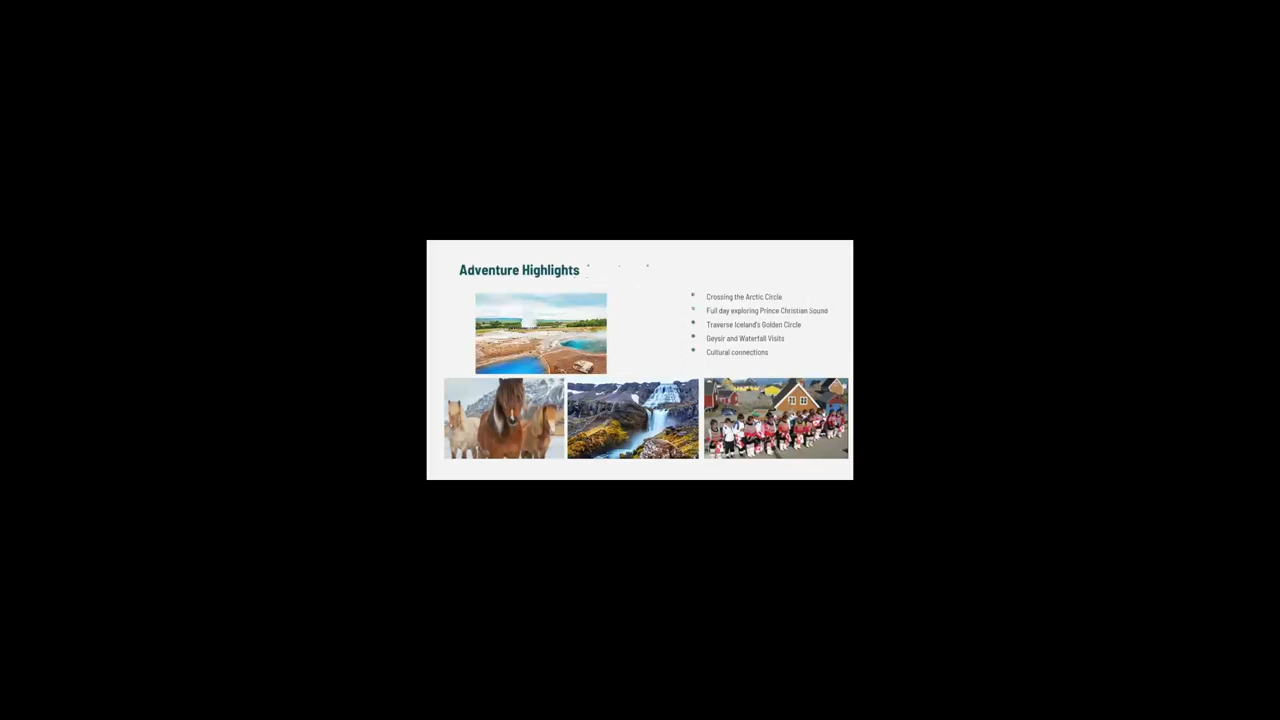 Adventure Highlights
Crossing the Arctic Circle
Full day exploring Prince Christian Sound
Traverse Iceland's Golden Circle
Geysir and Waterfall Visits
Cultural connections